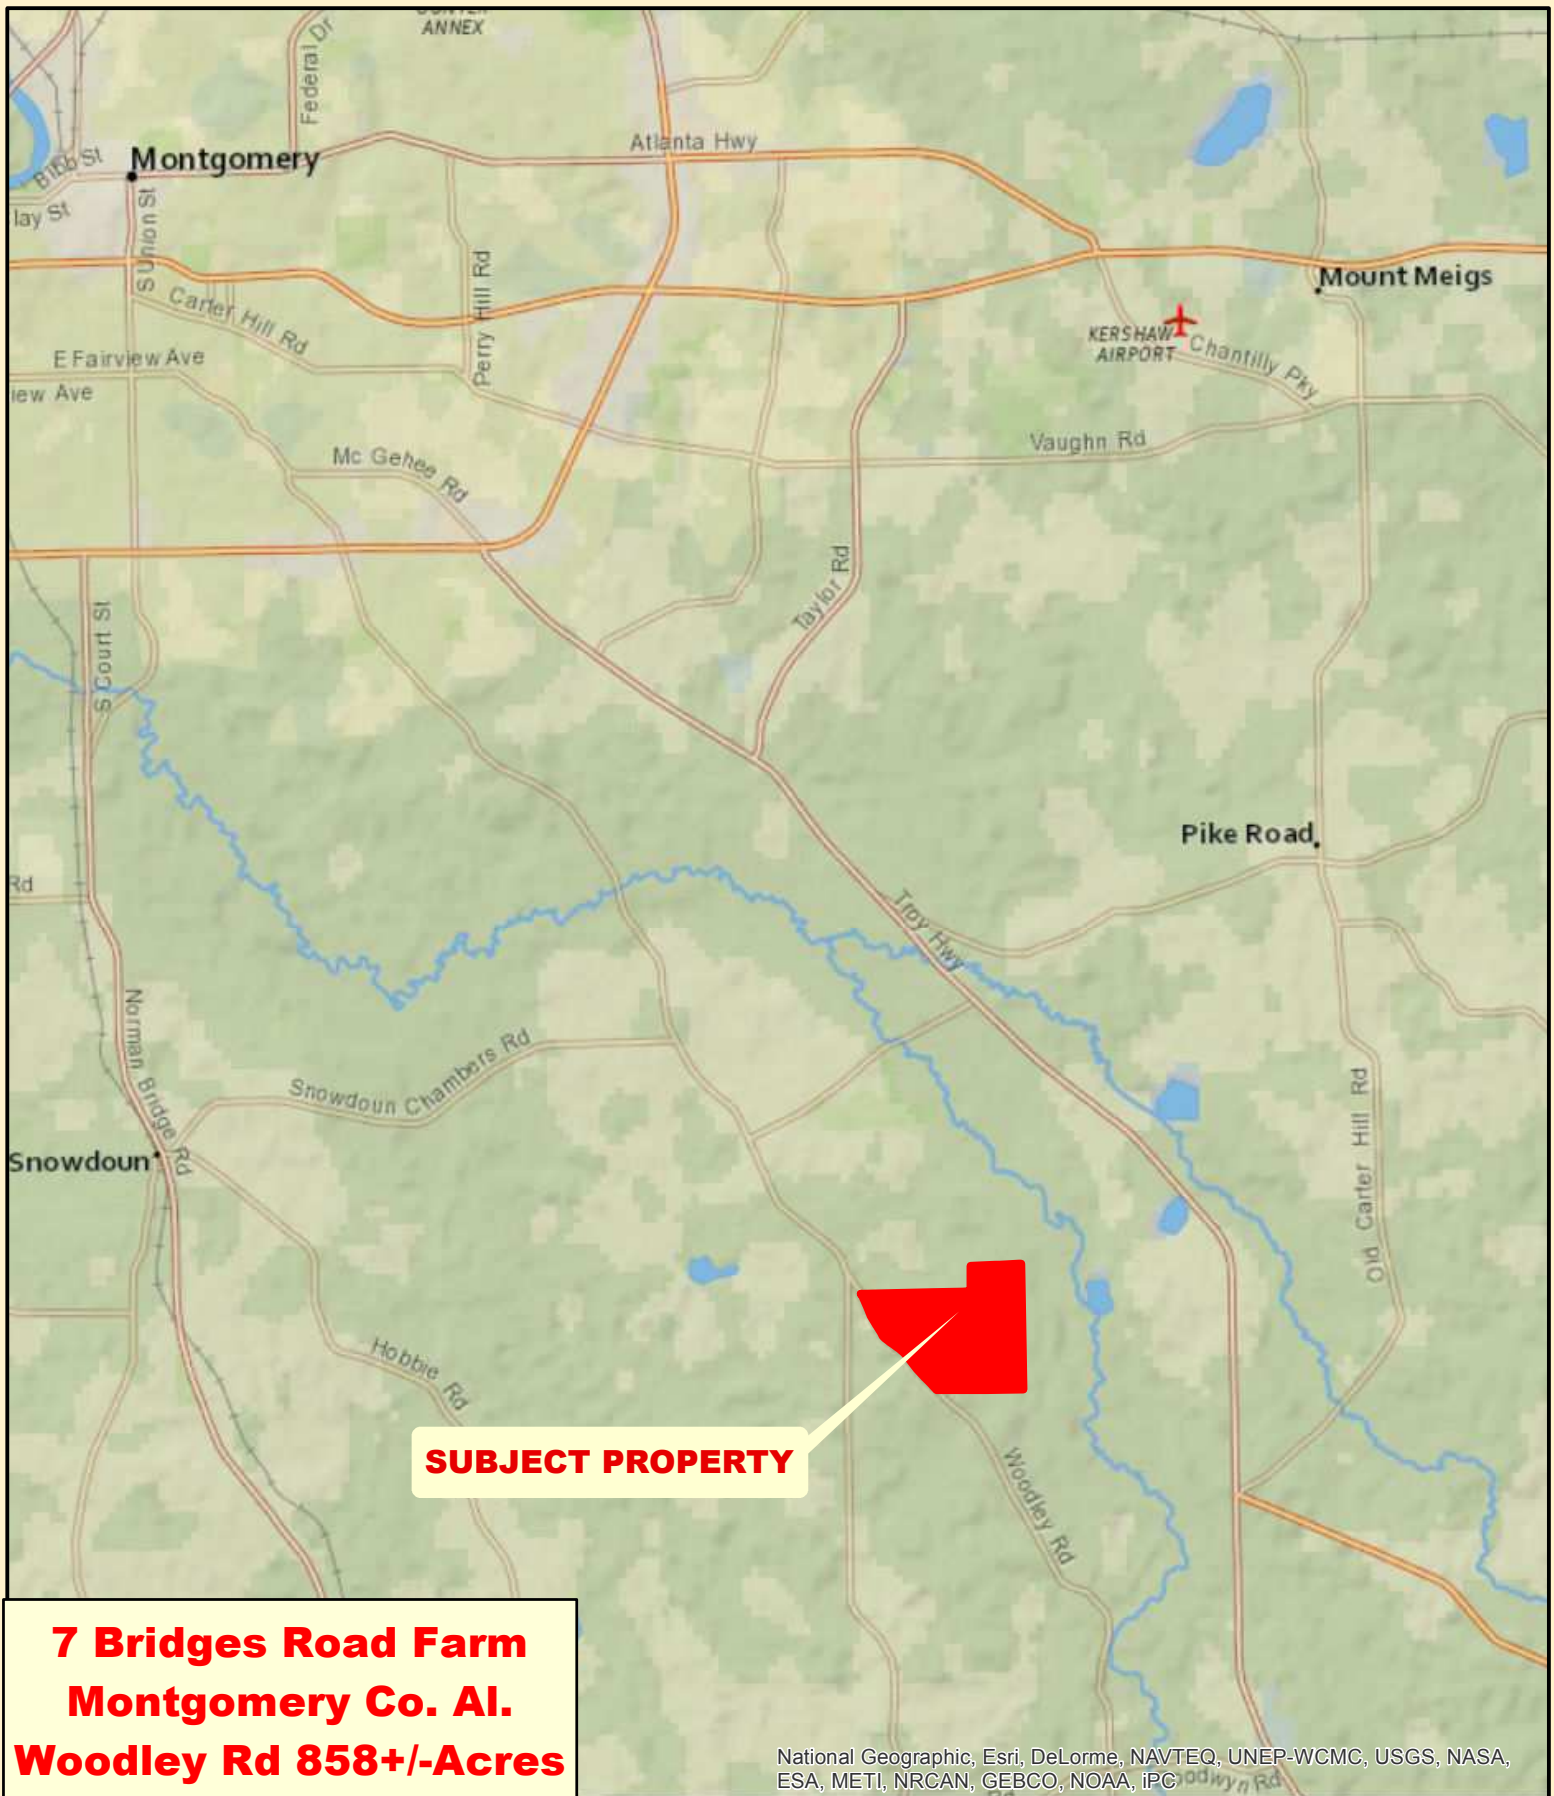 ANNEX
Federal Dr
Atlanta Hwy
Bibb St
Montgomery
lay St
S Union St
Perry Hill Rd
Carter Hill Rd
Mount Meigs
KERSHAW
AIRPORT
Chantilly Pky
E Fairview Ave
iew Ave
Vaughn Rd
Mc Gehee Rd
Taylor Rd
S Court St
Pike Road
Rd
Troy Hwy
Norman Bridge Rd
Snowdoun Chambers Rd
Old Carter Hill Rd
Snowdoun
Hobbie Rd
SUBJECT PROPERTY
Woodley Rd
7 Bridges Road Farm
Montgomery Co. Al.
Woodley Rd 858+/-Acres
National Geographic, Esri, DeLorme, NAVTEQ, UNEP-WCMC, USGS, NASA,
ESA, METI, NRCAN, GEBCO, NOAA, iPC
oodwyn Rd
Rd